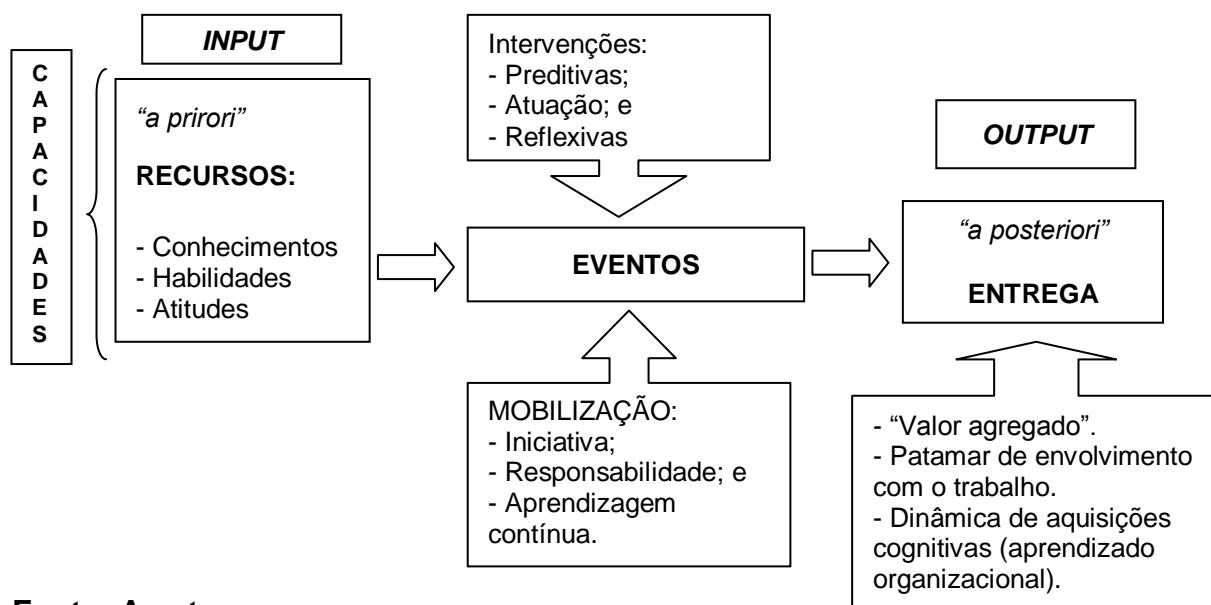 CAPACIDADES
INPUT
“a prirori”
RECURSOS:
- Conhecimentos
- Habilidades
- Atitudes
Intervenções:
- Preditivas;
- Atuação; e
- Reflexivas
EVENTOS
MOBILIZAÇÃO:
- Iniciativa;
- Responsabilidade; e
- Aprendizagem
contínua.
OUTPUT
“a posteriori”
ENTREGA
- “Valor agregado”.
- Patamar de envolvimento
com o trabalho.
- Dinâmica de aquisições
cognitivas (aprendizado
organizacional).